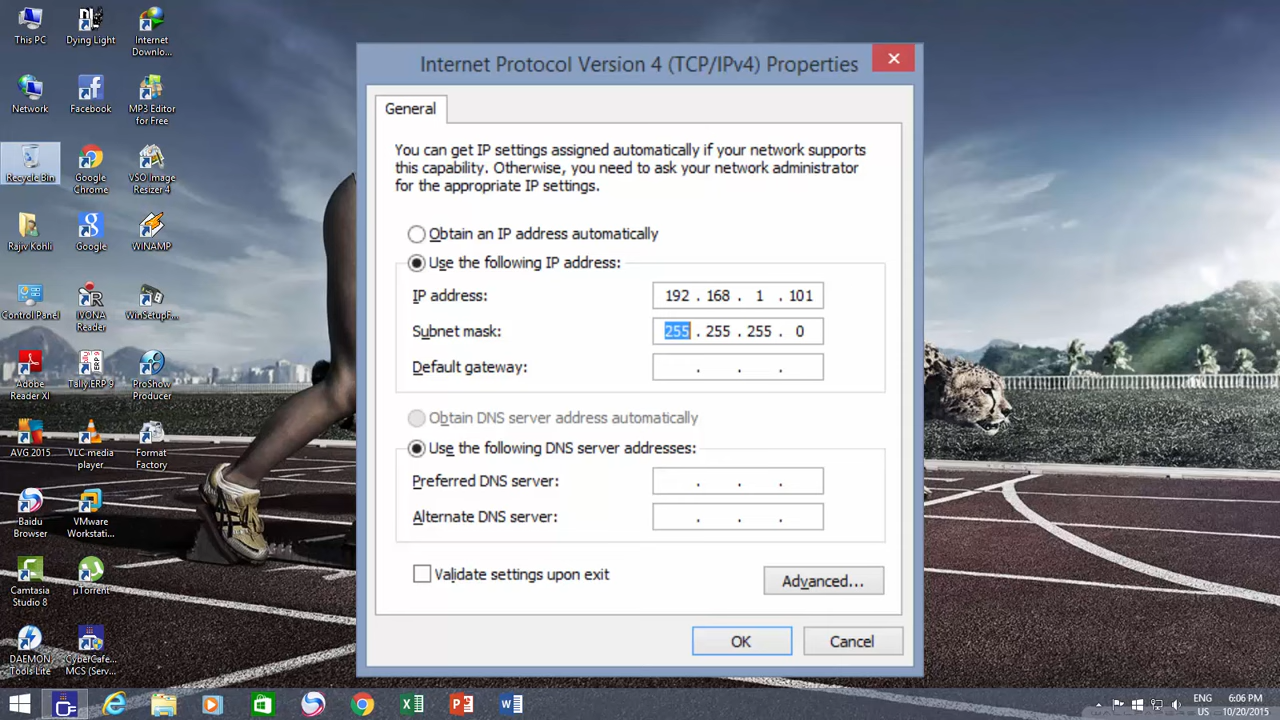 This PC
Dying Light
Internet
Downlo...
Network
Facebook
MP3 Editor
for Free
Recycle Bin
Google
Chrome
VSO Image
Resizer 4
Rajiv Kohli
Google
WINAMP
Control Panel
IVONA
Reader
WinSetupF...
Adobe
Reader XI
Tally.ERP 9
ProShow
Producer
AVG 2015
VLC media
player
Format
Factory
Baidu
Browser
VMware
Workstati...
Camtasia
Studio 8
µTorrent
DAEMON
Tools Lite
CyberCafe...
MCS (Serv...
Internet Protocol Version 4 (TCP/IPv4) Properties
General
You can get IP settings assigned automatically if your network supports
this capability. Otherwise, you need to ask your network administrator
for the appropriate IP settings.
Obtain an IP address automatically
Use the following IP address:
IP address: 192 . 168 . 1 . 101
Subnet mask: 255 . 255 . 255 . 0
Default gateway: . . .
Obtain DNS server address automatically
Use the following DNS server addresses:
Preferred DNS server: . . .
Alternate DNS server: . . .
Validate settings upon exit
Advanced...
OK
Cancel
ENG
US
6:06 PM
10/20/2015